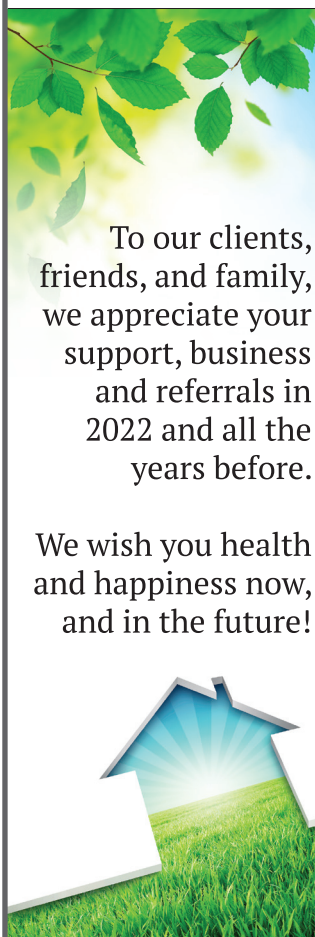 To our clients,
friends, and family,
we appreciate your
support, business
and referrals in
2022 and all the
years before.
We wish you health
and happiness now,
and in the future!